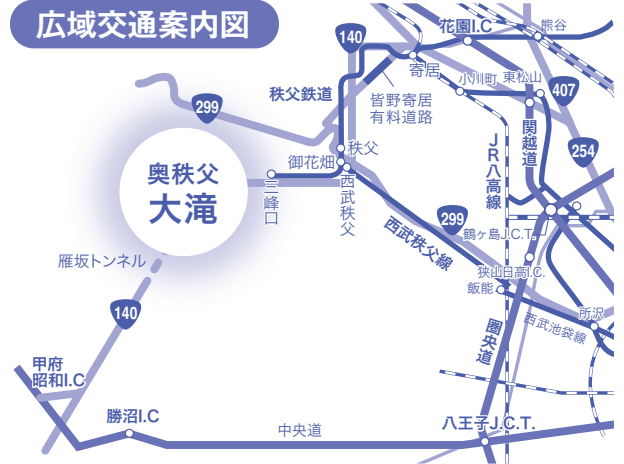 広域交通案内図
140
花園I.C
熊谷
寄居
小川町
東松山
秩父鉄道
皆野寄居
有料道路
407
299
関越道
JR八高線
254
秩父
御花畑
奥秩父
大滝
三峰口
西武秩父
299
鶴ヶ島J.C.T.
西武秩父線
雁坂トンネル
狭山日高I.C.
飯能
140
所沢
西武池袋線
圏央道
甲府
昭和I.C
勝沼I.C
中央道
八王子J.C.T.